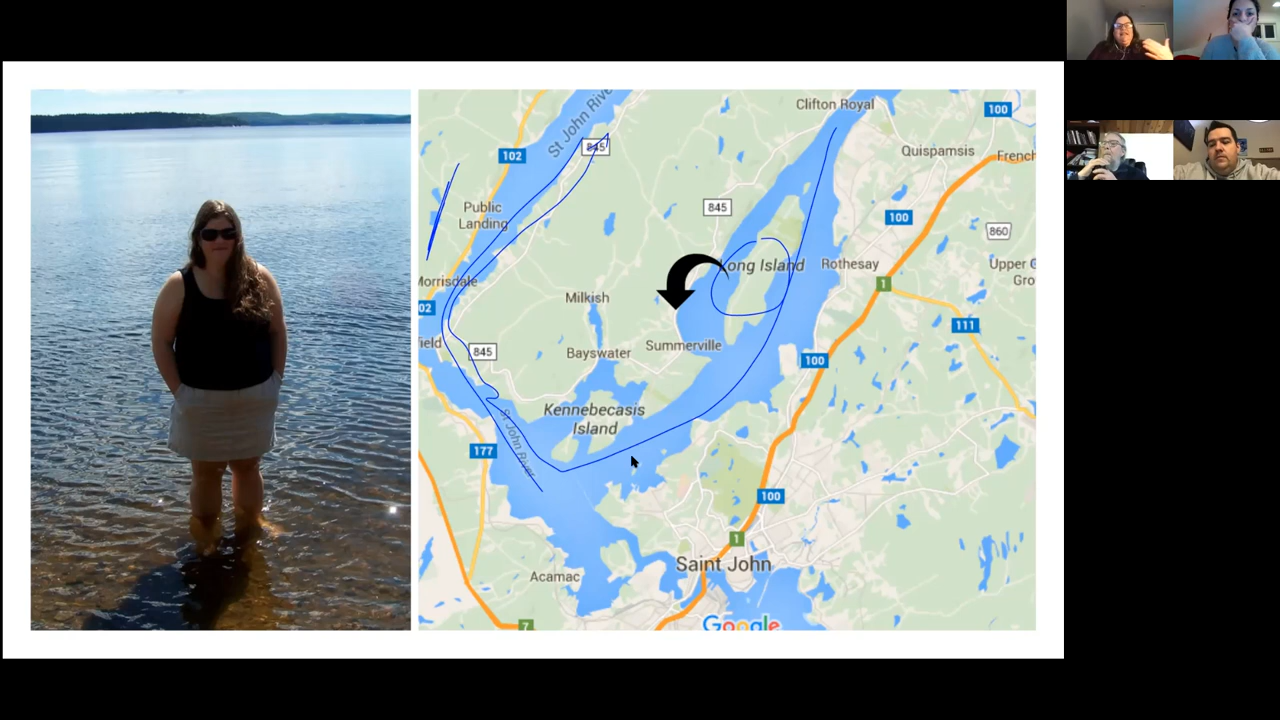 St John River
Clifton Royal
100
845
102
Quispamsis
French
845
Public
Landing
100
860
Long Island
Rothesay
Upper G
Gro
Morrisdale
1
Milkish
02
111
field
845
Bayswater
Summerville
100
Kennebecasis
Island
St John River
177
100
1
Saint John
Acamac
7
Google